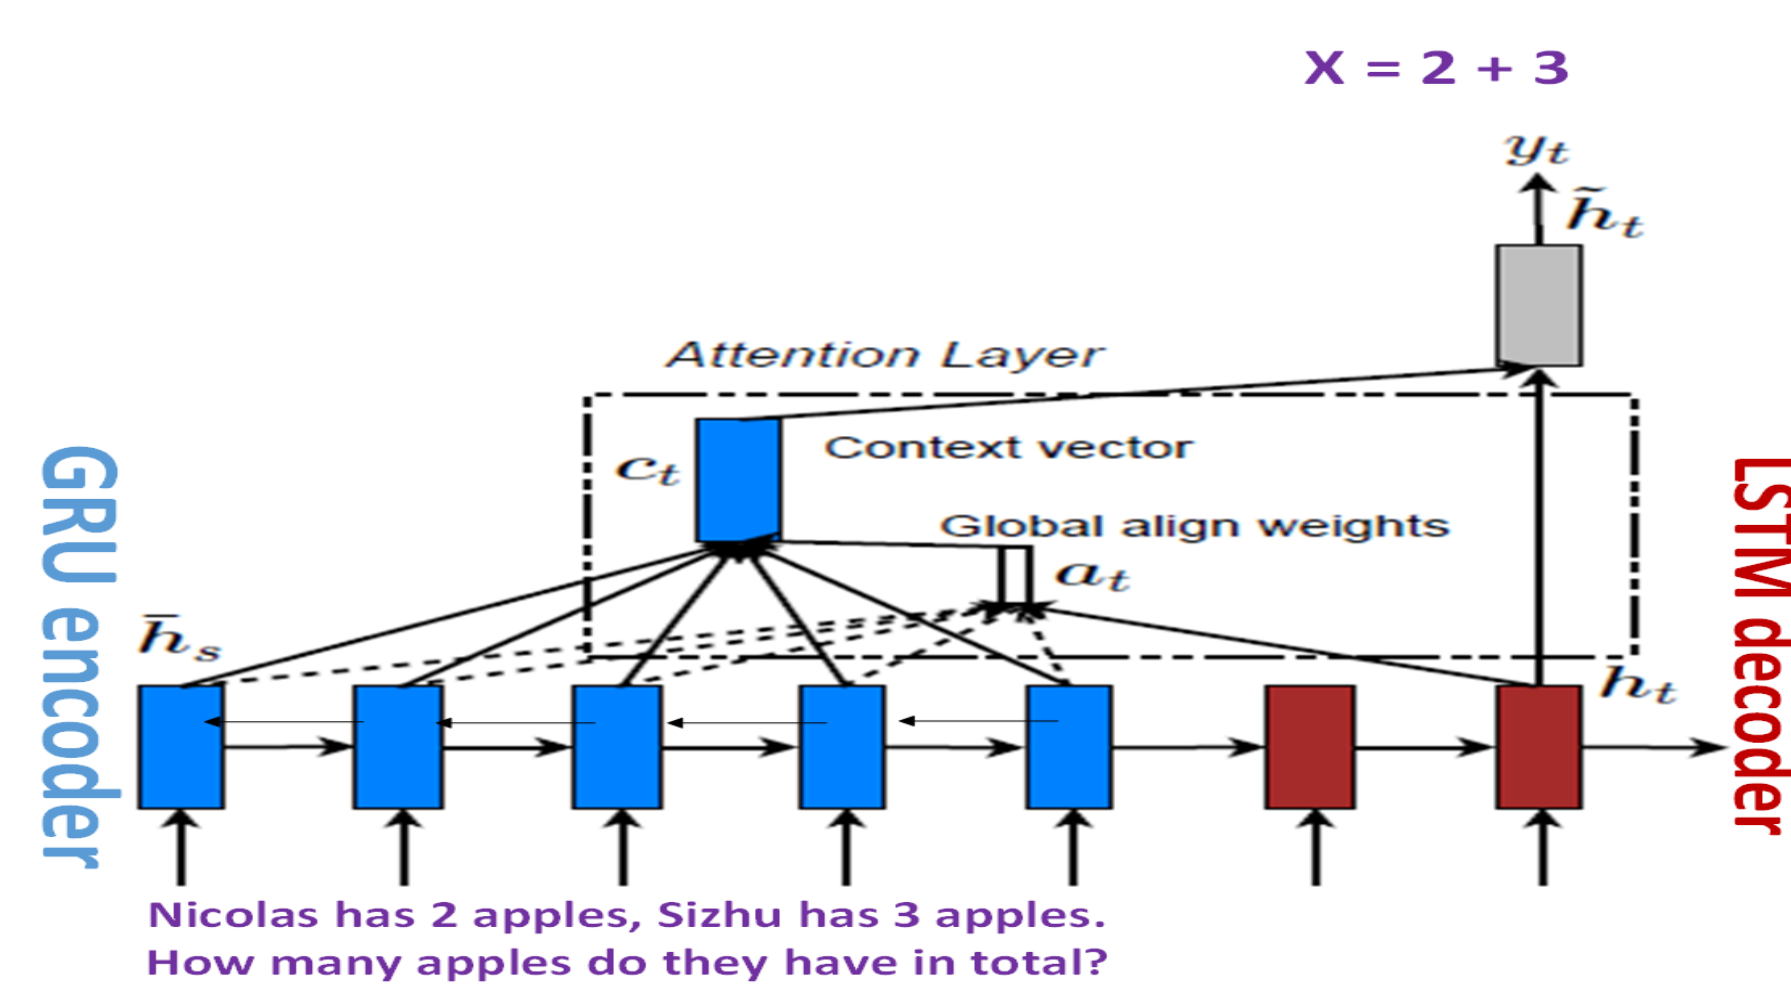 X = 2 + 3
yₜ
h̃ₜ
Attention Layer
Context vector
cₜ
Global align weights
aₜ
h̄ₛ
hₜ
GRU encoder
LSTM decoder
Nicolas has 2 apples, Sizhu has 3 apples.
How many apples do they have in total?